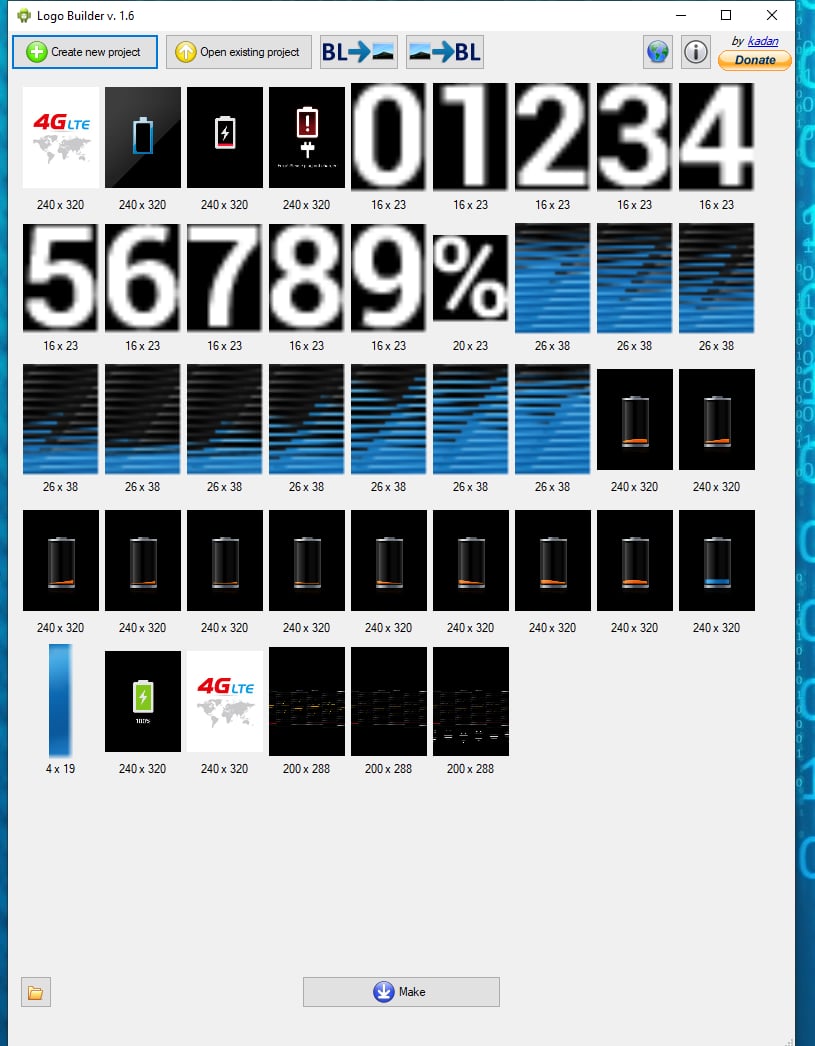 Logo Builder v. 1.6
by kadan
Create new project Open existing project BL BL Donate
4G LTE 0 1 2 3 4
240 x 320 240 x 320 240 x 320 240 x 320 16 x 23 16 x 23 16 x 23 16 x 23 16 x 23
5 6 7 8 9 %
16 x 23 16 x 23 16 x 23 16 x 23 16 x 23 20 x 23 26 x 38 26 x 38 26 x 38
26 x 38 26 x 38 26 x 38 26 x 38 26 x 38 26 x 38 26 x 38 240 x 320 240 x 320
240 x 320 240 x 320 240 x 320 240 x 320 240 x 320 240 x 320 240 x 320 240 x 320 240 x 320
4G LTE
100%
4 x 19 240 x 320 240 x 320 200 x 288 200 x 288 200 x 288
Make